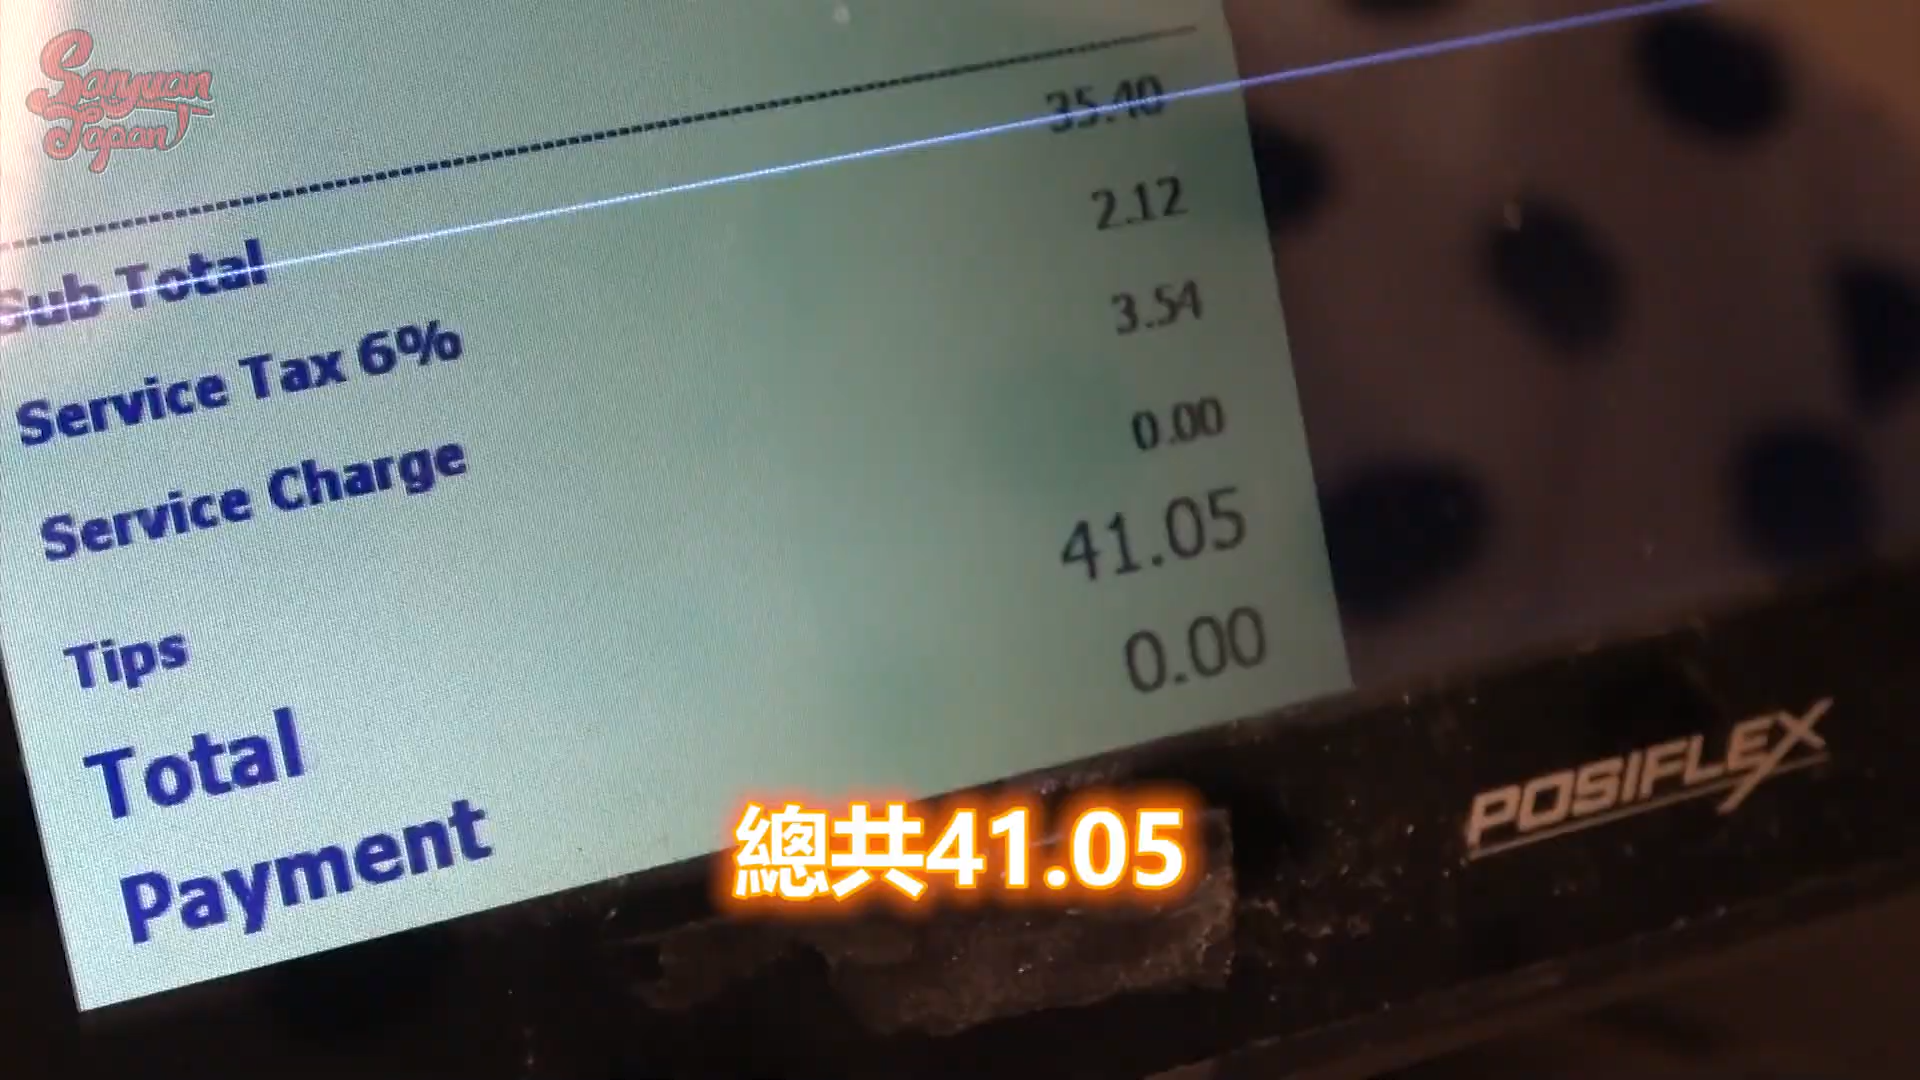 Sanyuan
Japan
Sub Total 35.40
Service Tax 6% 2.12
Service Charge 3.54
Tips 0.00
Total 41.05
Payment 0.00
POSIFLEX
總共41.05